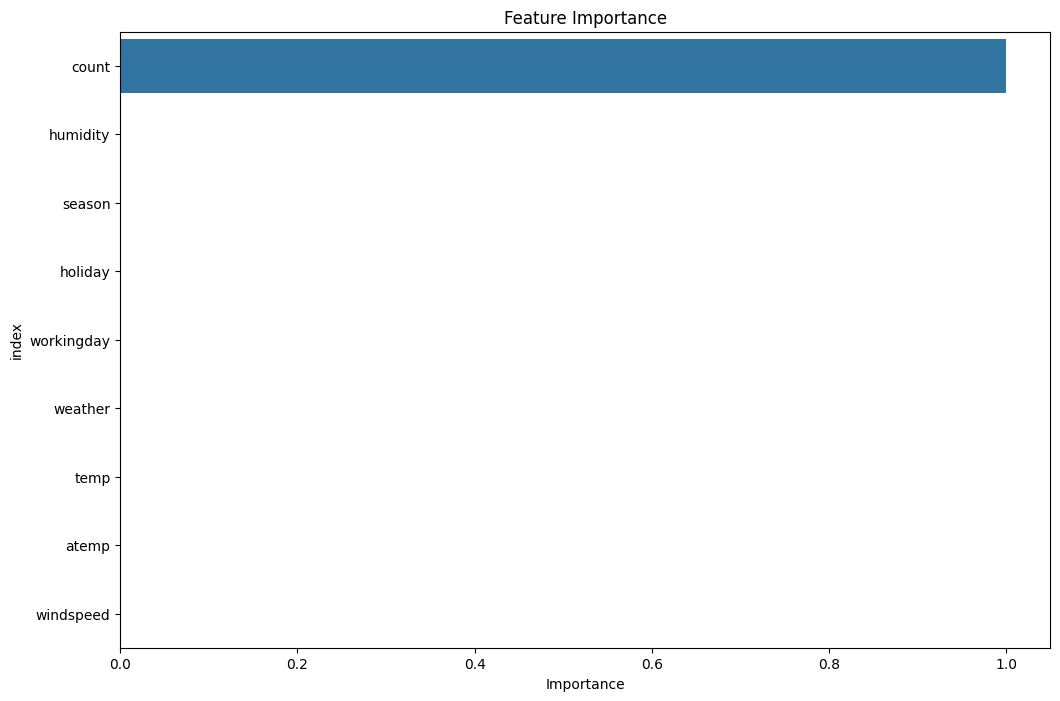 Feature Importance
count
humidity
season
holiday
workingday
weather
temp
atemp
windspeed
index
0.0 0.2 0.4 0.6 0.8 1.0
Importance